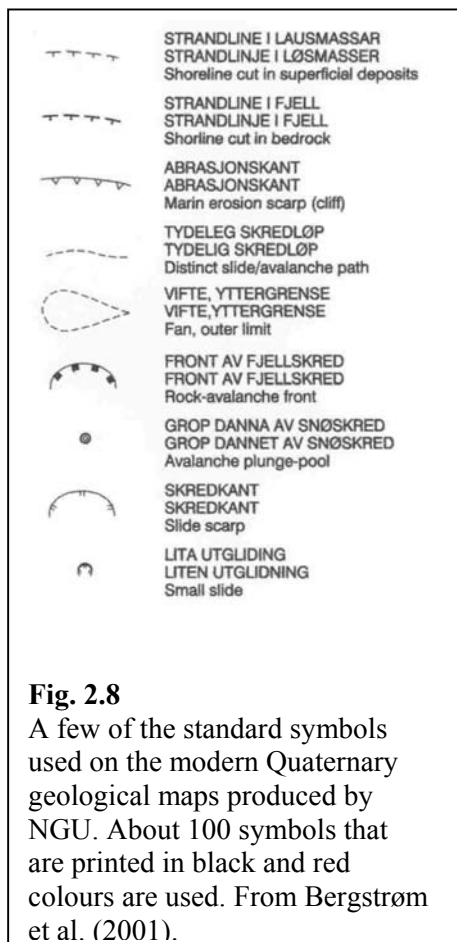 STRANDLINE I LAUSMASSAR
STRANDLINJE I LØSMASSER
Shoreline cut in superficial deposits
STRANDLINE I FJELL
STRANDLINJE I FJELL
Shorline cut in bedrock
ABRASJONSKANT
ABRASJONSKANT
Marin erosion scarp (cliff)
TYDELEG SKREDLØP
TYDELIG SKREDLØP
Distinct slide/avalanche path
VIFTE, YTTERGRENSE
VIFTE,YTTERGRENSE
Fan, outer limit
FRONT AV FJELLSKRED
FRONT AV FJELLSKRED
Rock-avalanche front
GROP DANNA AV SNØSKRED
GROP DANNET AV SNØSKRED
Avalanche plunge-pool
SKREDKANT
SKREDKANT
Slide scarp
LITA UTGLIDING
LITEN UTGLIDNING
Small slide
Fig. 2.8
A few of the standard symbols
used on the modern Quaternary
geological maps produced by
NGU. About 100 symbols that
are printed in black and red
colours are used. From Bergstrøm
et al. (2001).